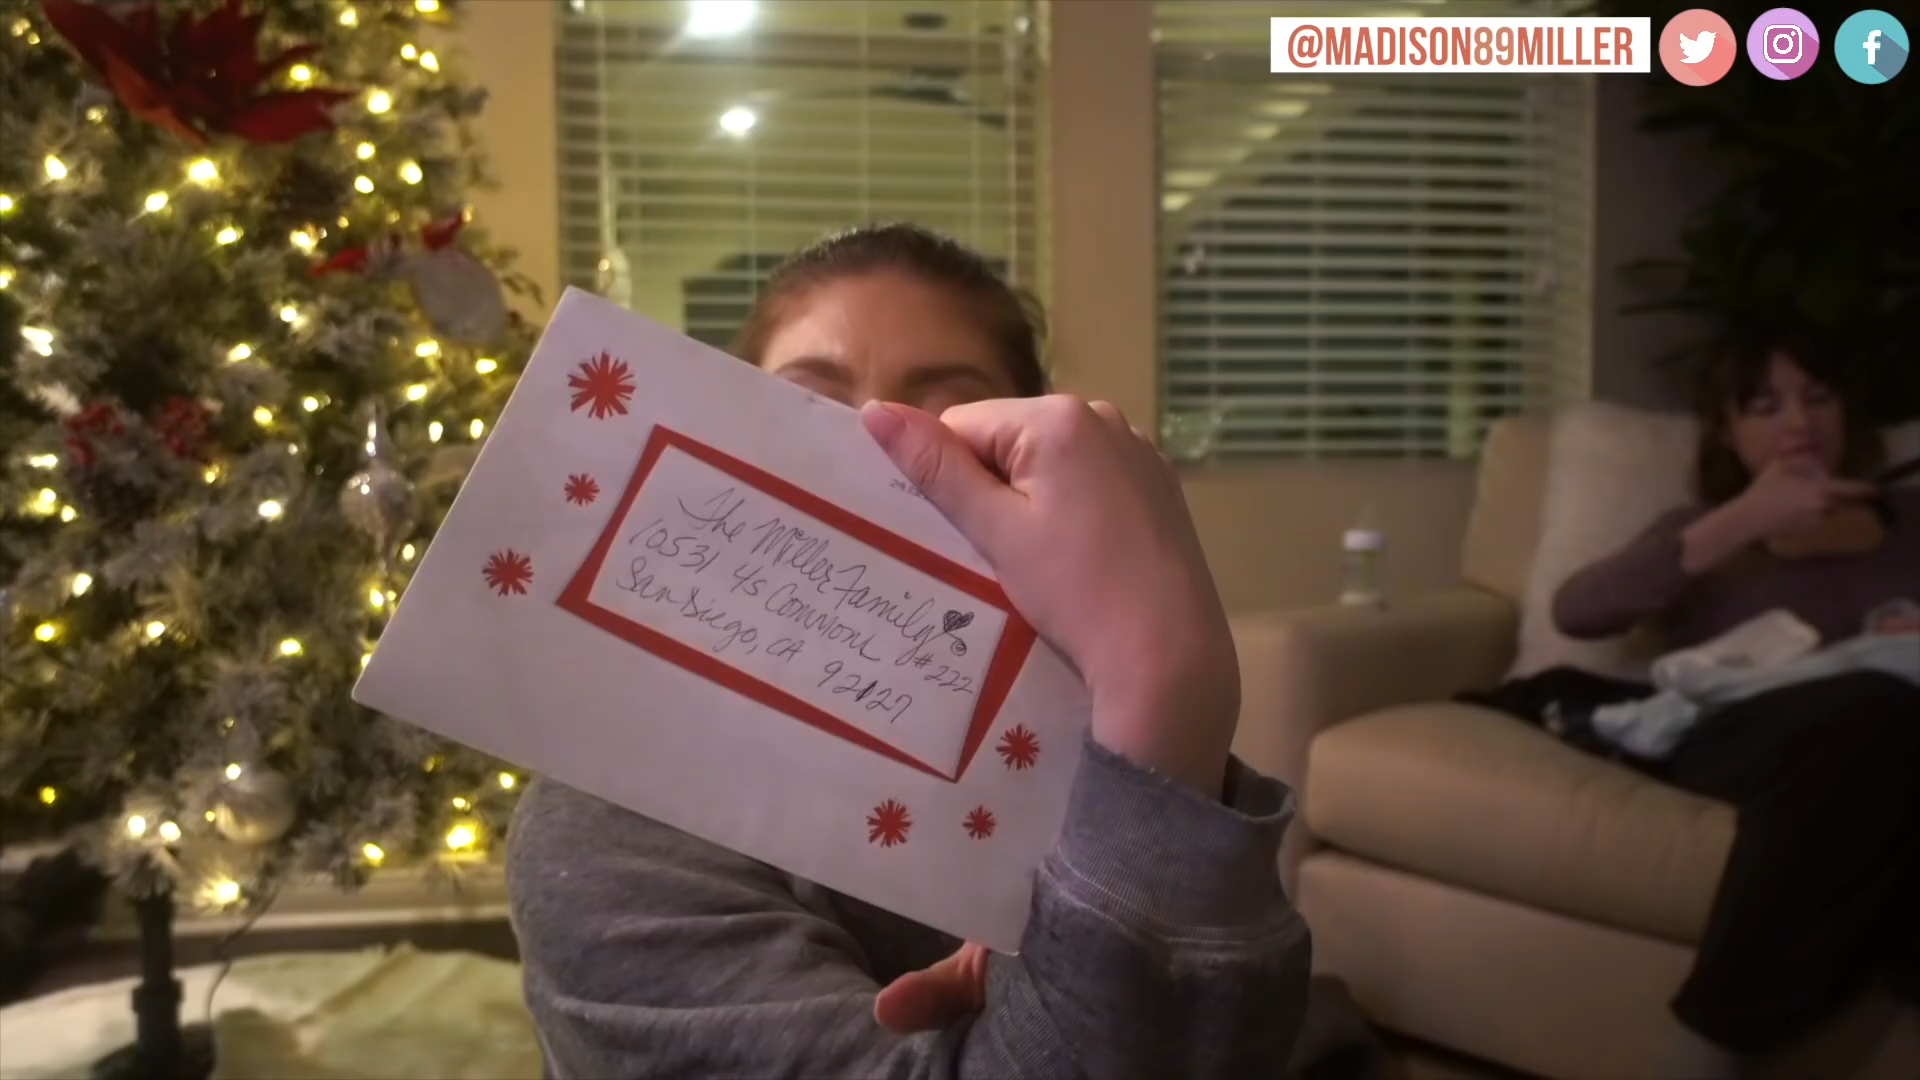 @MADISON89MILLER
The Miller Family
10531 4s Commons #222
San Diego, CA 92127